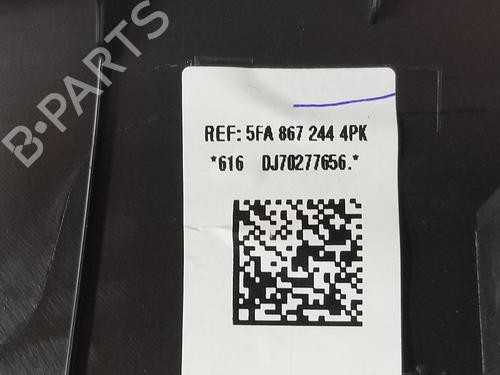 B-PARTS
REF: 5FA 867 244 4PK
*616 DJ70277656.*